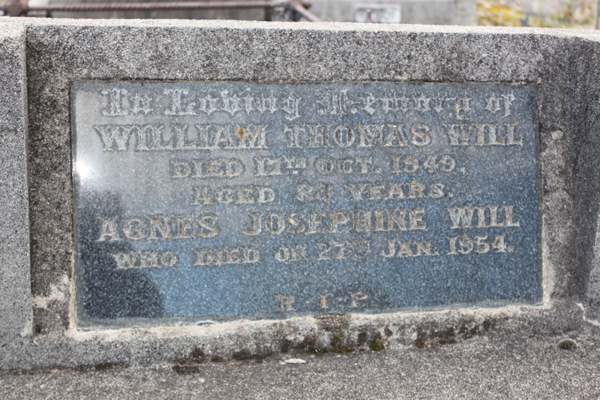 In Loving Memory of
WILLIAM THOMAS WILL
DIED 17TH OCT. 1949,
AGED YEARS.
AGNES JOSEPHINE WILL
WHO DIED ON 27TH JAN. 1954.
R·I·P